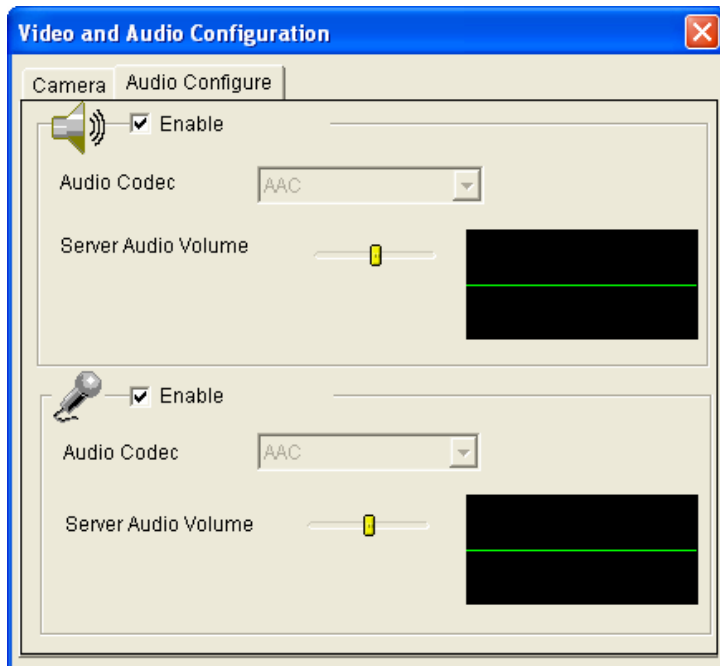 Video and Audio Configuration
Camera Audio Configure
Enable
Audio Codec AAC
Server Audio Volume
Enable
Audio Codec AAC
Server Audio Volume